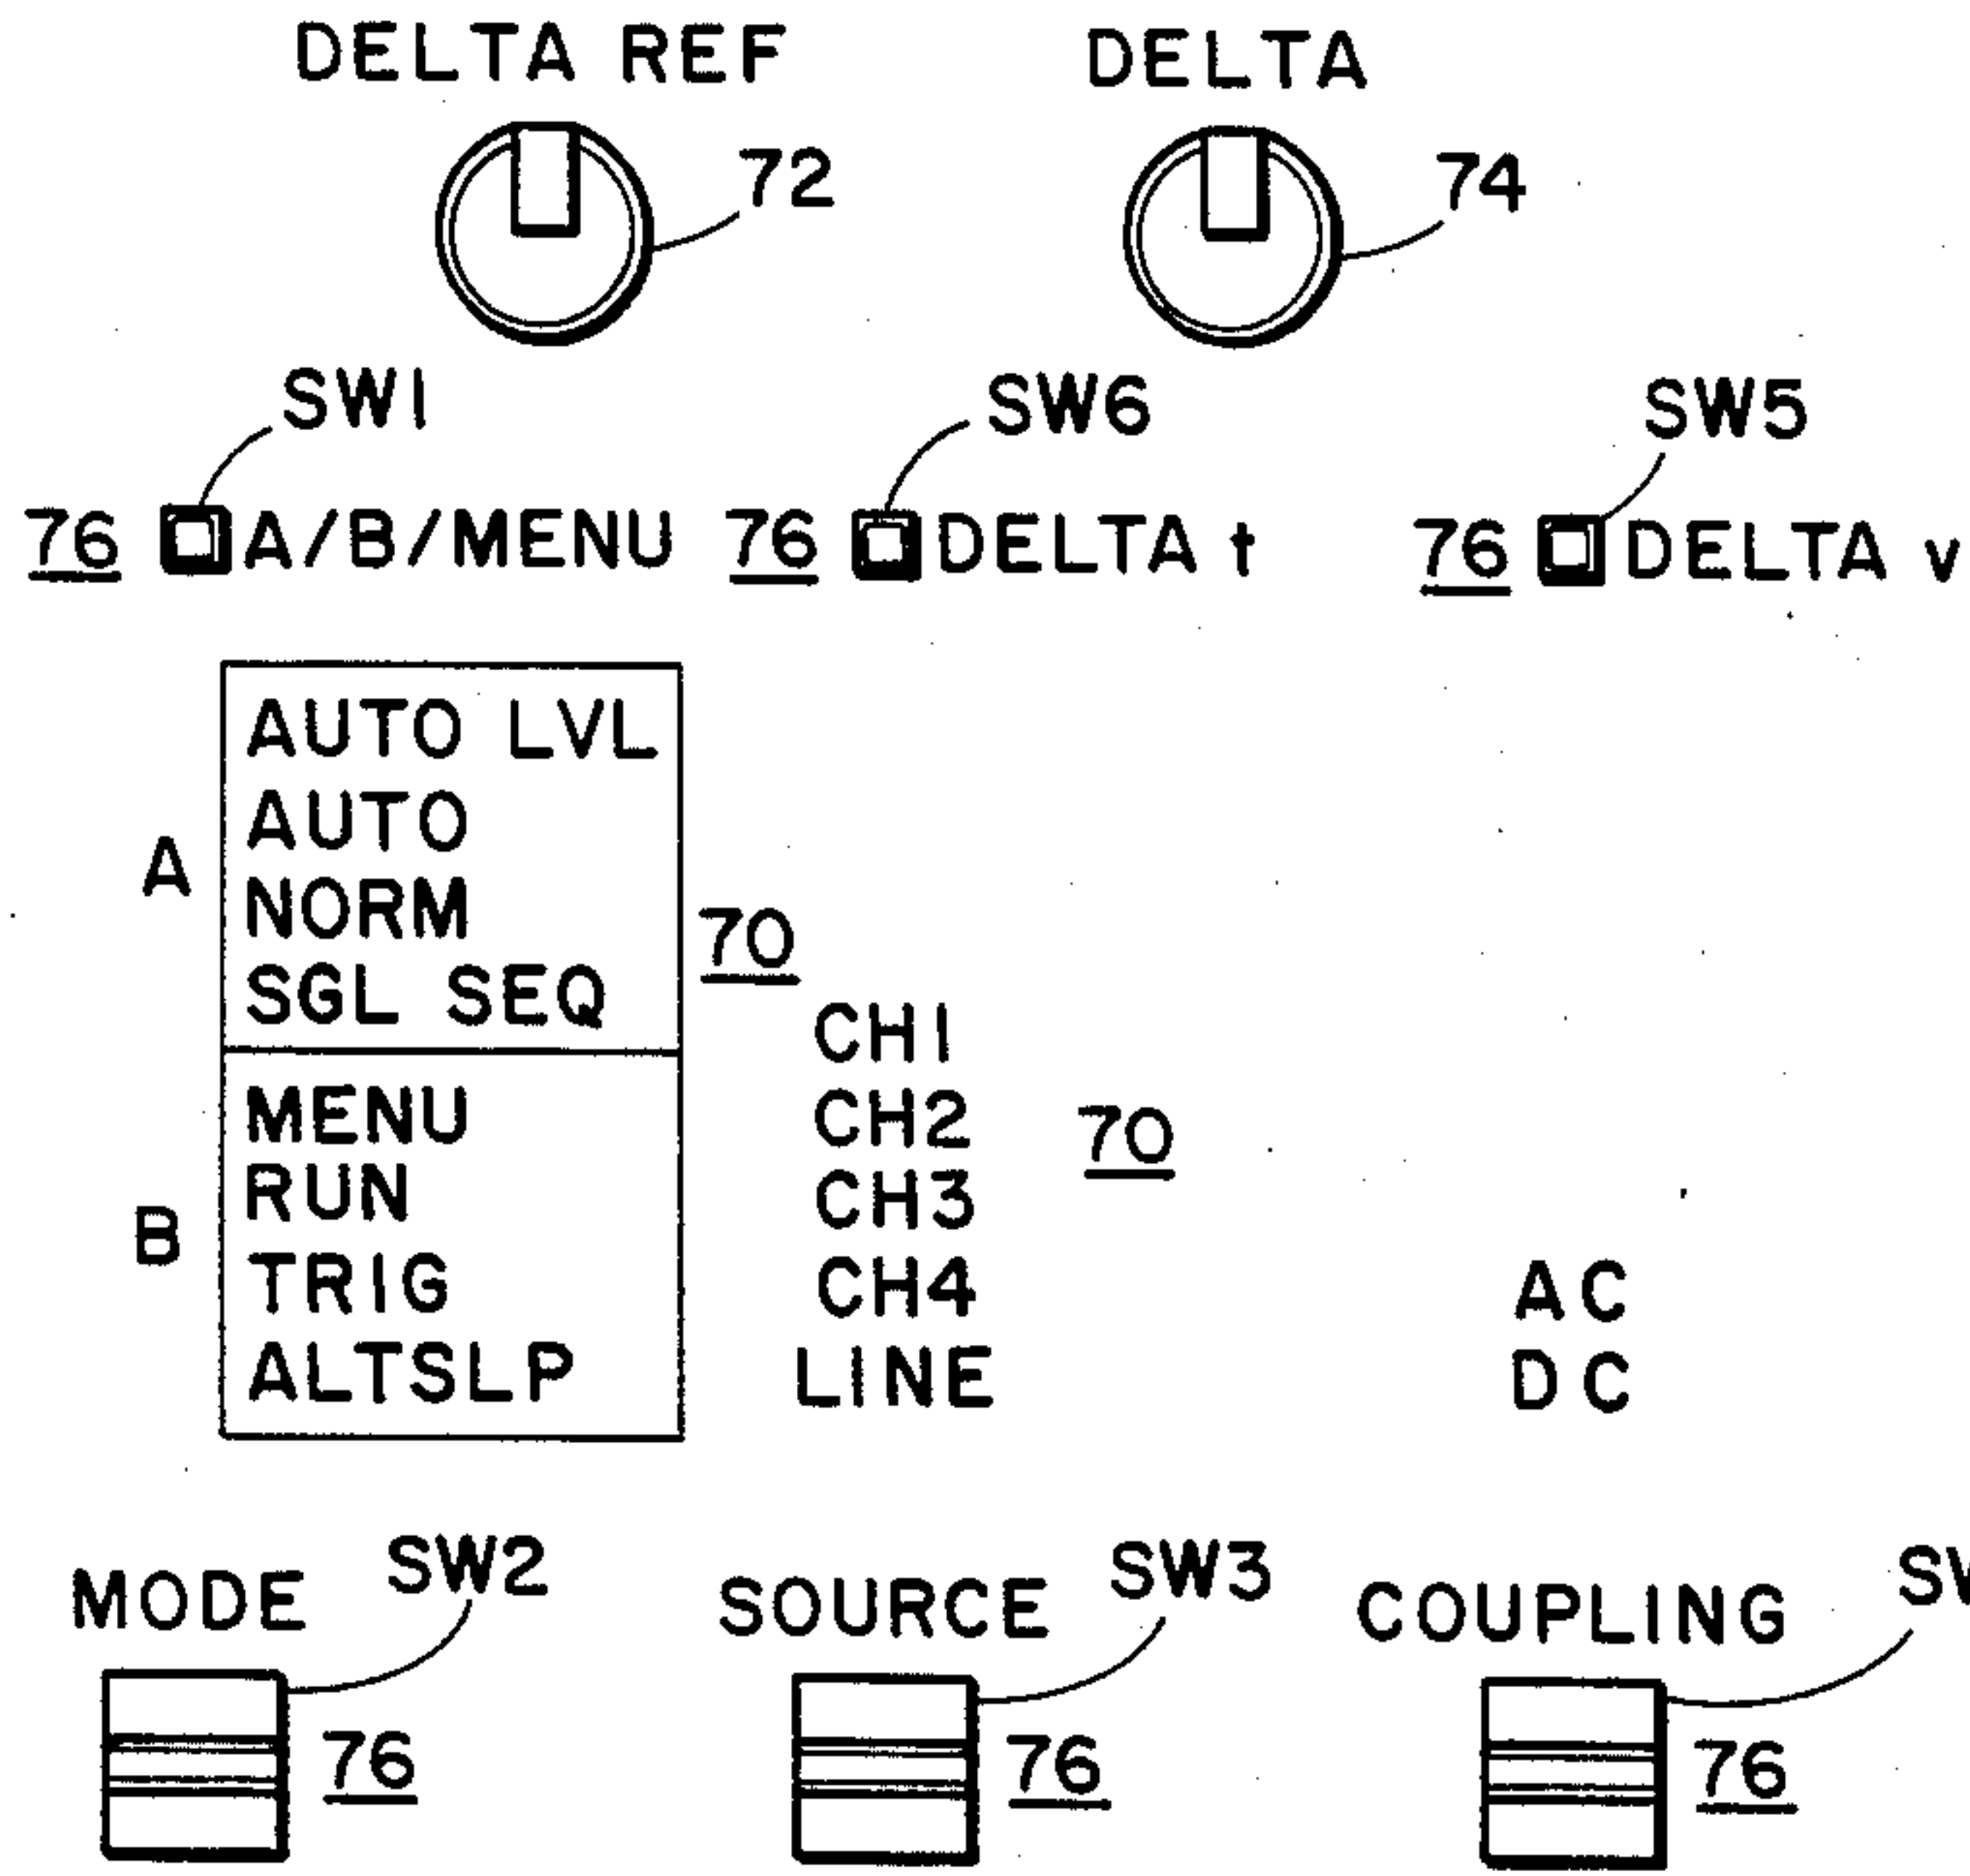 DELTA REF DELTA
72 74
SW1 SW6 SW5
76 A/B/MENU 76 DELTA t 76 DELTA v
AUTO LVL
AUTO
A
NORM
70
SGL SEQ
CH1
MENU CH2 70
RUN CH3
B
TRIG CH4 AC
ALTSLP LINE DC
MODE SW2 SOURCE SW3 COUPLING
76 76 76